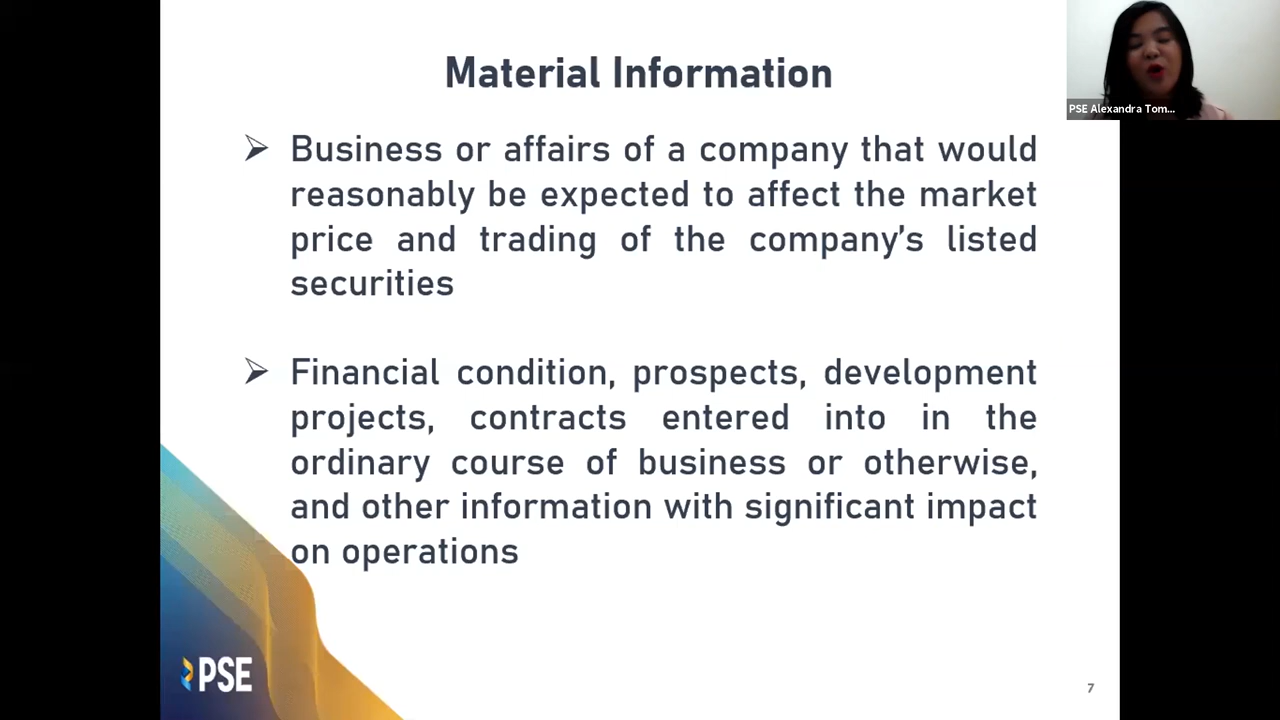 Material Information
PSE Alexandra Tom...
➢ Business or affairs of a company that would
reasonably be expected to affect the market
price and trading of the company's listed
securities
➢ Financial condition, prospects, development
projects, contracts entered into in the
ordinary course of business or otherwise,
and other information with significant impact
on operations
PSE
7